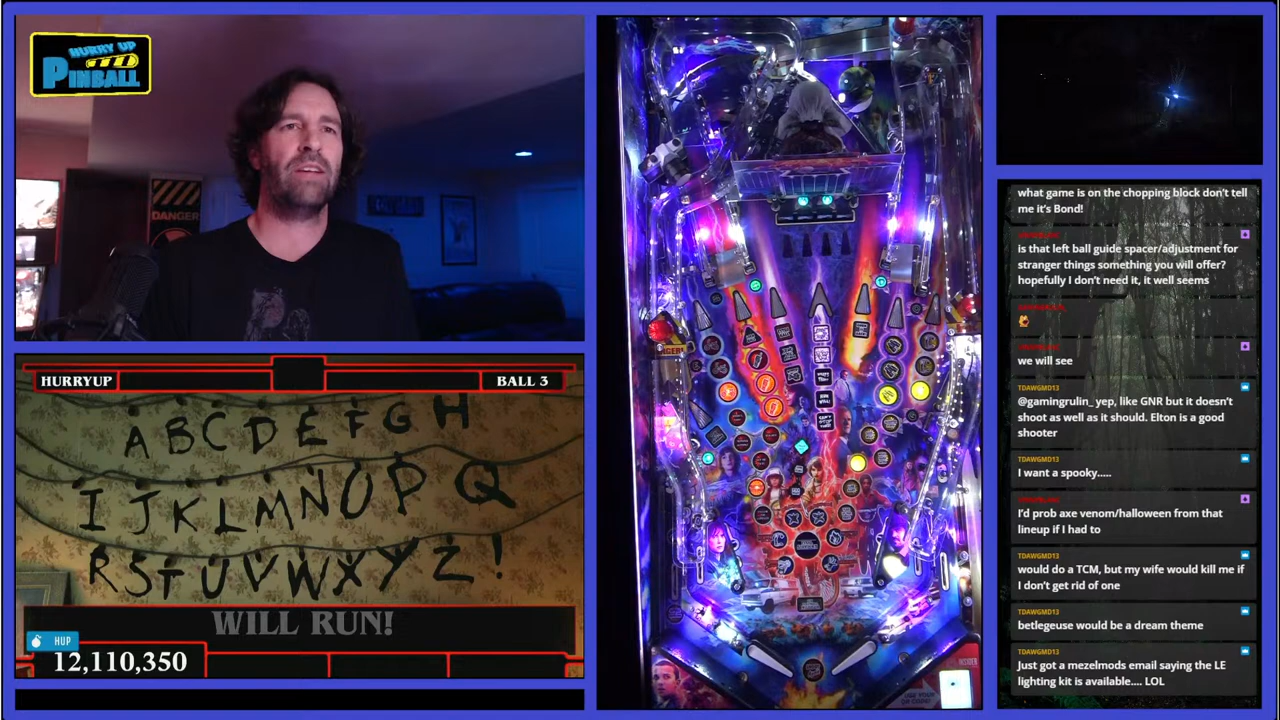 HURRY UP
PINBALL
DANGER
HURRYUP
BALL 3
A B C D E F G H
I J K L M N O P Q
R S T U V W X Y Z !
WILL RUN!
HUP
12,110,350
what game is on the chopping block don't tell
me it's Bond!
is that left ball guide spacer/adjustment for
stranger things something you will offer?
hopefully I don't need it, it well seems
we will see
TDAWGMD13
@gamingrulin_ yep, like GNR but it doesn't
shoot as well as it should. Elton is a good
shooter
TDAWGMD13
I want a spooky.....
I'd prob axe venom/halloween from that
lineup if I had to
TDAWGMD13
would do a TCM, but my wife would kill me if
I don't get rid of one
TDAWGMD13
betlegeuse would be a dream theme
TDAWGMD13
Just got a mezelmods email saying the LE
lighting kit is available.... LOL